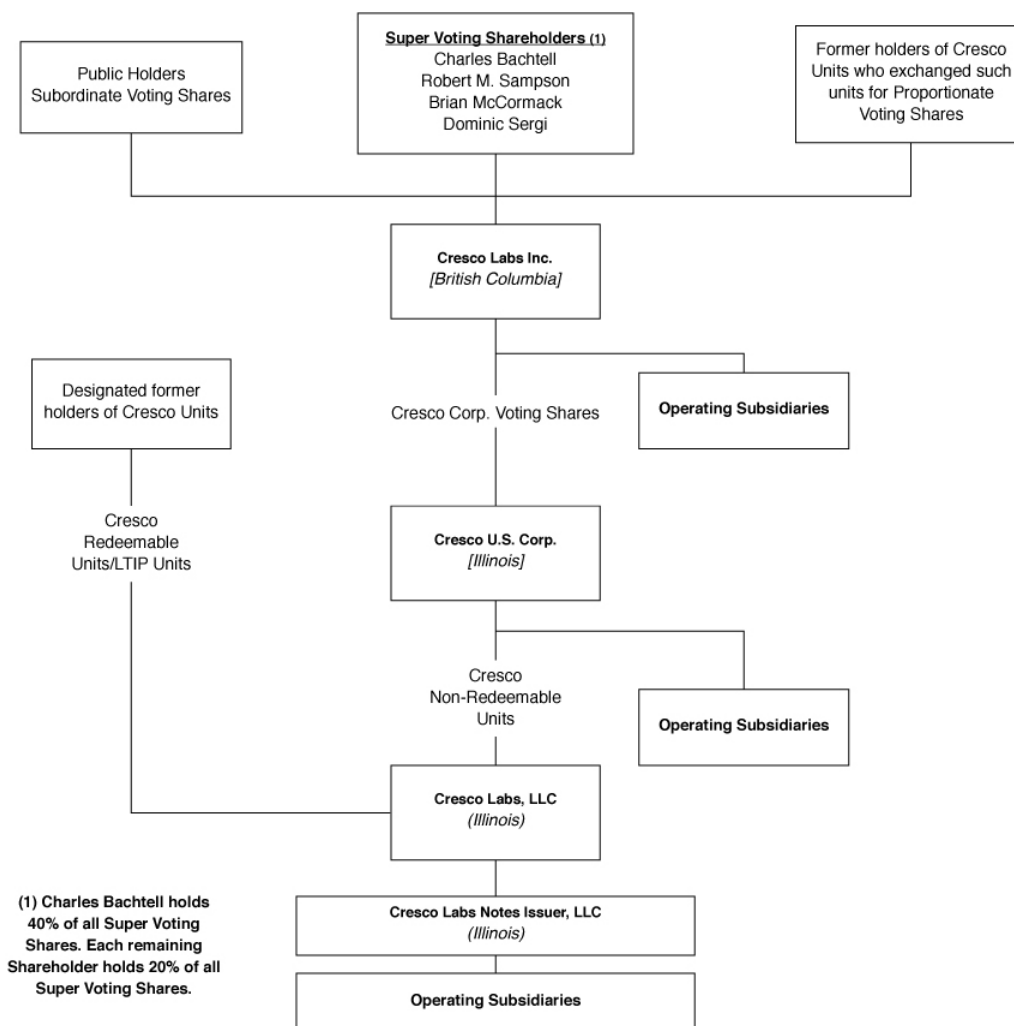 Public Holders
Subordinate Voting Shares
Super Voting Shareholders (1)
Charles Bachtell
Robert M. Sampson
Brian McCormack
Dominic Sergi
Former holders of Cresco
Units who exchanged such
units for Proportionate
Voting Shares
Cresco Labs Inc.
[British Columbia]
Designated former
holders of Cresco Units
Cresco Corp. Voting Shares
Operating Subsidiaries
Cresco
Redeemable
Units/LTIP Units
Cresco U.S. Corp.
[Illinois]
Cresco
Non-Redeemable
Units
Operating Subsidiaries
Cresco Labs, LLC
(Illinois)
(1) Charles Bachtell holds
40% of all Super Voting
Shares. Each remaining
Shareholder holds 20% of all
Super Voting Shares.
Cresco Labs Notes Issuer, LLC
(Illinois)
Operating Subsidiaries